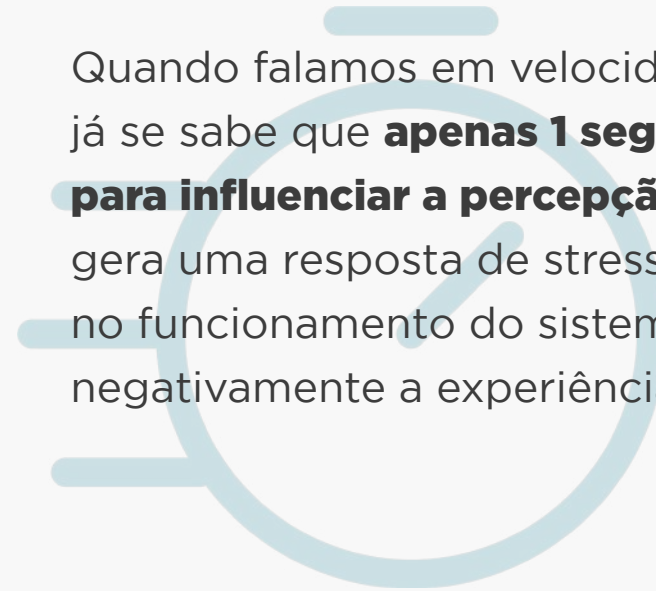 Quando falamos em velocid
já se sabe que apenas 1 seg
para influenciar a percepçã
gera uma resposta de stress
no funcionamento do sistem
negativamente a experiênci